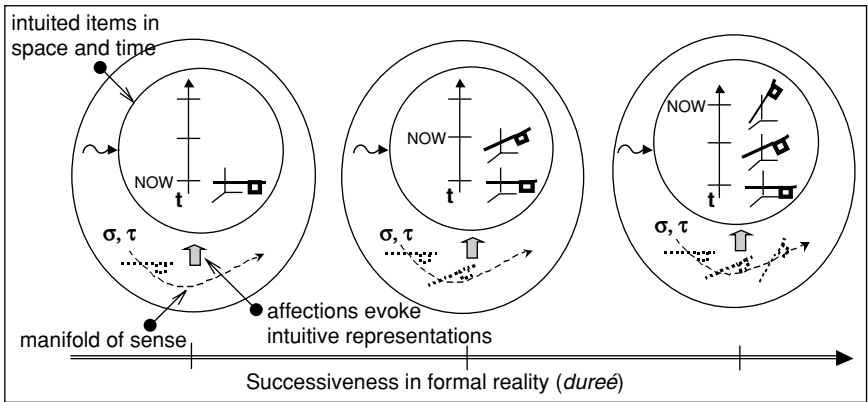 intuited items in
space and time
NOW
t
σ, τ
NOW
t
σ, τ
NOW
t
σ, τ
manifold of sense
affections evoke
intuitive representations
Successiveness in formal reality (dureé)